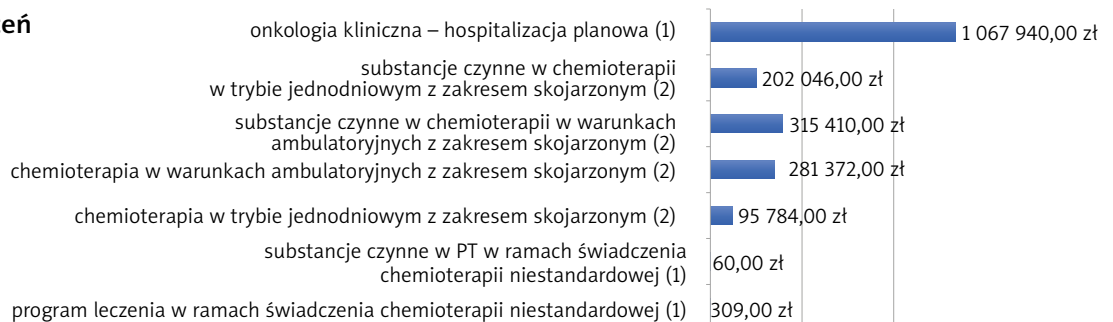 onkologia kliniczna – hospitalizacja planowa (1)
1 067 940,00 zł
substancje czynne w chemioterapii
w trybie jednodniowym z zakresem skojarzonym (2)
202 046,00 zł
substancje czynne w chemioterapii w warunkach
ambulatoryjnych z zakresem skojarzonym (2)
315 410,00 zł
chemioterapia w warunkach ambulatoryjnych z zakresem skojarzonym (2)
281 372,00 zł
chemioterapia w trybie jednodniowym z zakresem skojarzonym (2)
95 784,00 zł
substancje czynne w PT w ramach świadczenia
chemioterapii niestandardowej (1)
60,00 zł
program leczenia w ramach świadczenia chemioterapii niestandardowej (1)
309,00 zł